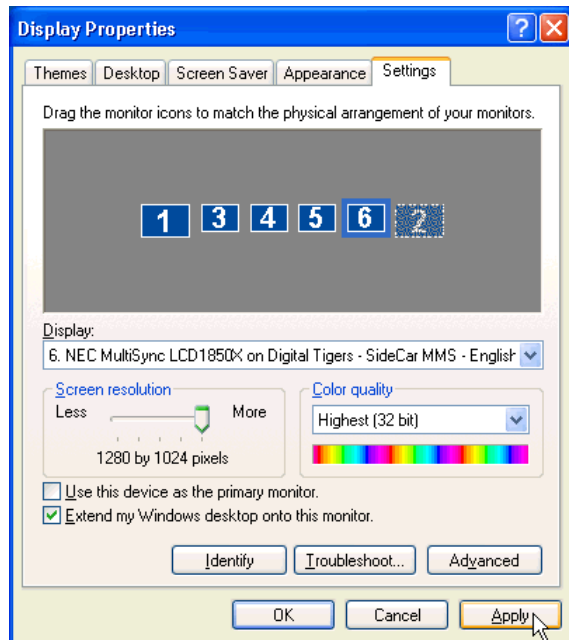 Display Properties
Themes Desktop Screen Saver Appearance Settings
Drag the monitor icons to match the physical arrangement of your monitors.
1 3 4 5 6 2
Display:
6. NEC MultiSync LCD1850X on Digital Tigers - SideCar MMS - English
Screen resolution
Less More
1280 by 1024 pixels
Color quality
Highest (32 bit)
Use this device as the primary monitor.
Extend my Windows desktop onto this monitor.
Identify Troubleshoot... Advanced
OK Cancel Apply